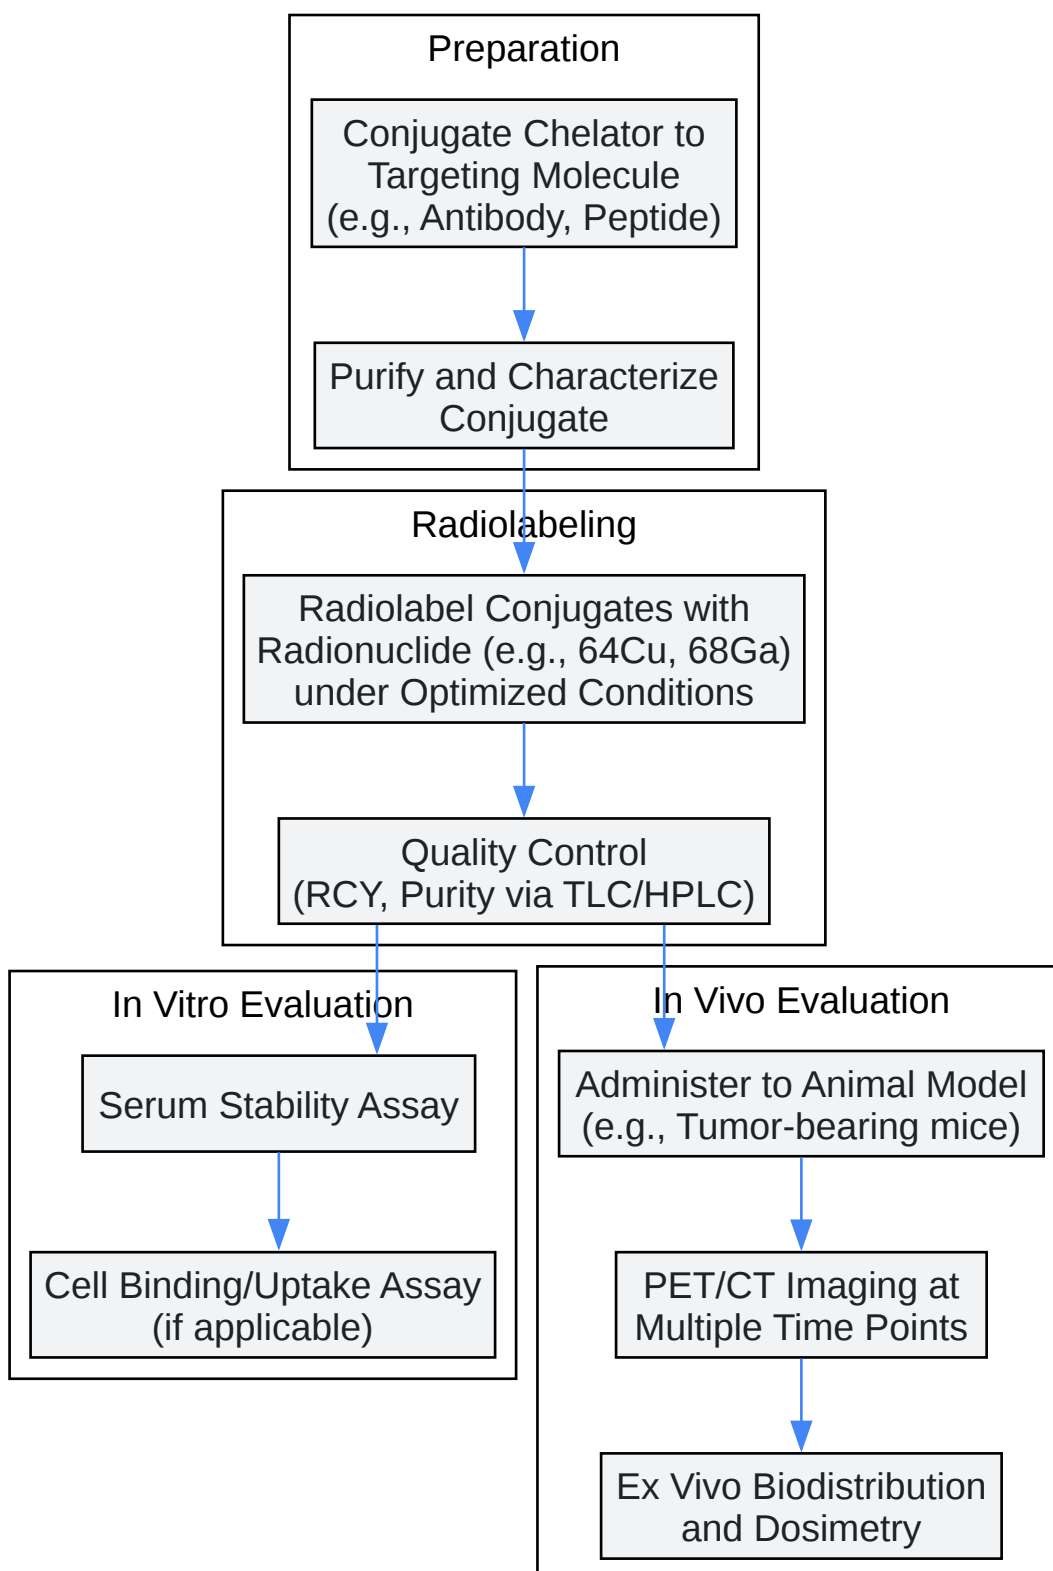 Preparation
Conjugate Chelator to
Targeting Molecule
(e.g., Antibody, Peptide)
Purify and Characterize
Conjugate
Radiolabeling
Radiolabel Conjugates with
Radionuclide (e.g., 64Cu, 68Ga)
under Optimized Conditions
Quality Control
(RCY, Purity via TLC/HPLC)
In Vitro Evaluation
Serum Stability Assay
Cell Binding/Uptake Assay
(if applicable)
In Vivo Evaluation
Administer to Animal Model
(e.g., Tumor-bearing mice)
PET/CT Imaging at
Multiple Time Points
Ex Vivo Biodistribution
and Dosimetry